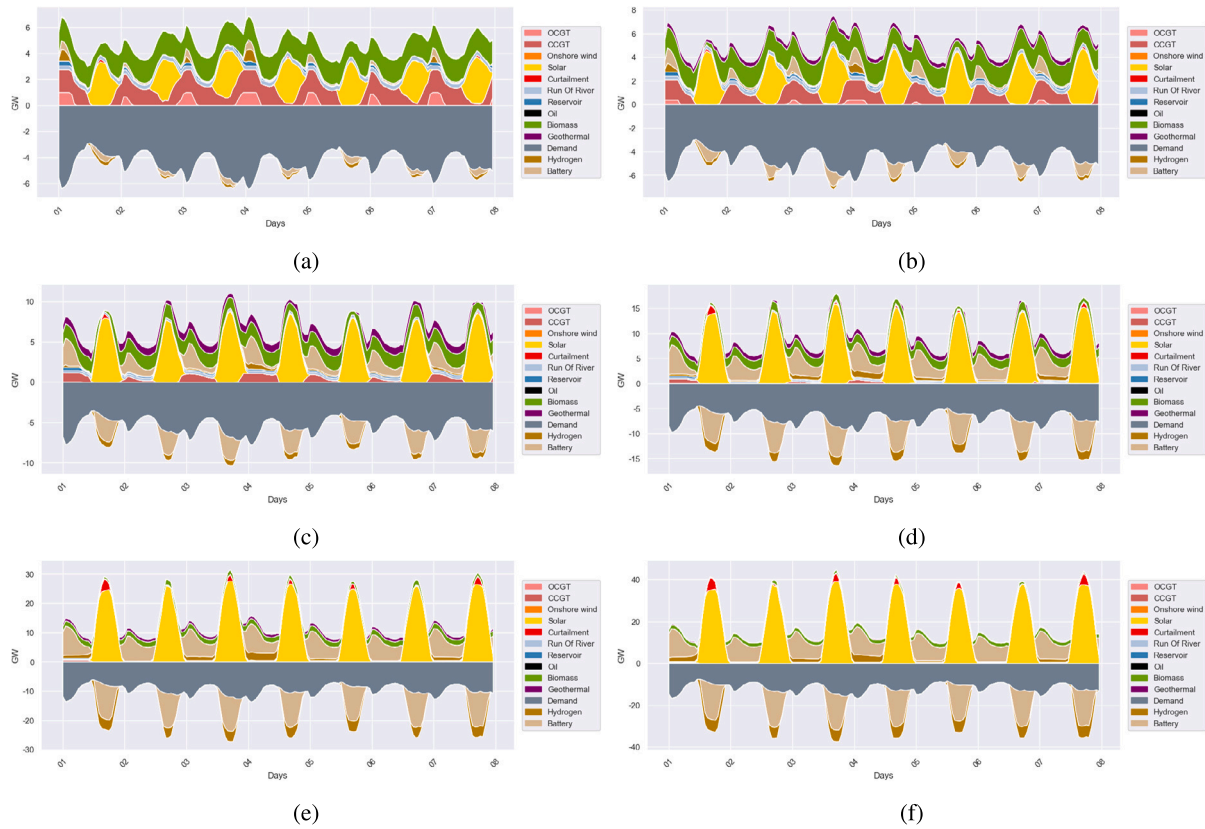 6
4
2
0
-2
-4
-6
GW
01
02
03
04
05
06
07
08
Days
OCGT
CCGT
Onshore wind
Solar
Curtailment
Run Of River
Reservoir
Oil
Biomass
Geothermal
Demand
Hydrogen
Battery
(a)
8
6
4
2
0
-2
-4
-6
GW
01
02
03
04
05
06
07
08
Days
OCGT
CCGT
Onshore wind
Solar
Curtailment
Run Of River
Reservoir
Oil
Biomass
Geothermal
Demand
Hydrogen
Battery
(b)
10
5
0
-5
-10
GW
01
02
03
04
05
06
07
08
Days
OCGT
CCGT
Onshore wind
Solar
Curtailment
Run Of River
Reservoir
Oil
Biomass
Geothermal
Demand
Hydrogen
Battery
(c)
15
10
5
0
-5
-10
-15
GW
01
02
03
04
05
06
07
08
Days
OCGT
CCGT
Onshore wind
Solar
Curtailment
Run Of River
Reservoir
Oil
Biomass
Geothermal
Demand
Hydrogen
Battery
(d)
30
20
10
0
-10
-20
-30
GW
01
02
03
04
05
06
07
08
Days
OCGT
CCGT
Onshore wind
Solar
Curtailment
Run Of River
Reservoir
Oil
Biomass
Geothermal
Demand
Hydrogen
Battery
(e)
40
20
0
-20
-40
GW
01
02
03
04
05
06
07
08
Days
OCGT
CCGT
Onshore wind
Solar
Curtailment
Run Of River
Reservoir
Oil
Biomass
Geothermal
Demand
Hydrogen
Battery
(f)